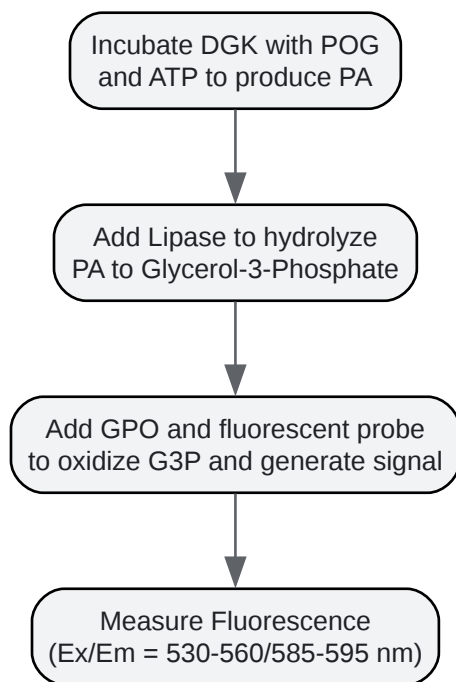 Incubate DGK with POG
and ATP to produce PA
Add Lipase to hydrolyze
PA to Glycerol-3-Phosphate
Add GPO and fluorescent probe
to oxidize G3P and generate signal
Measure Fluorescence
(Ex/Em = 530-560/585-595 nm)